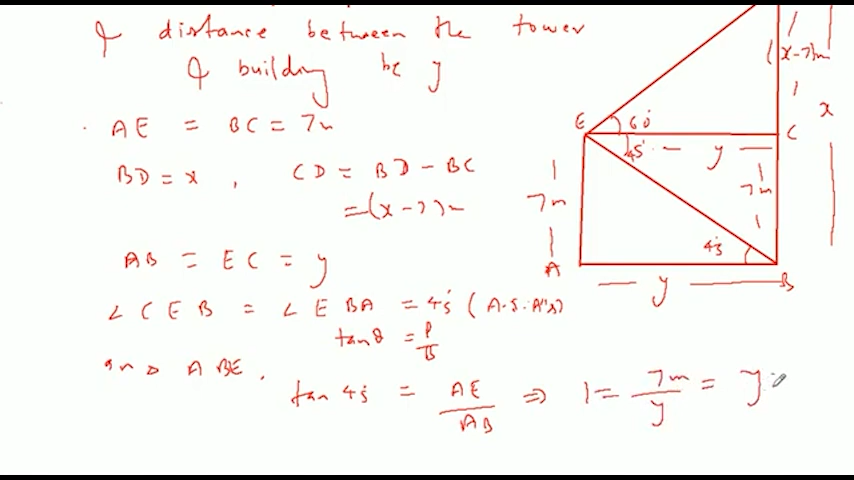 & distance between the tower
& building be y
AE = BC = 7m
BD = x , CD = BD - BC
= (x - 7) m
AB = EC = y
∠ CEB = ∠ EBA = 45° (A.I.A's)
tan θ = P/B
In △ ABE,
tan 45° = AE/AB ⇒ 1 = 7m/y = y =
(x-7)m
x
E
60°
45°
y
C
7m
7m
45°
A
y
B